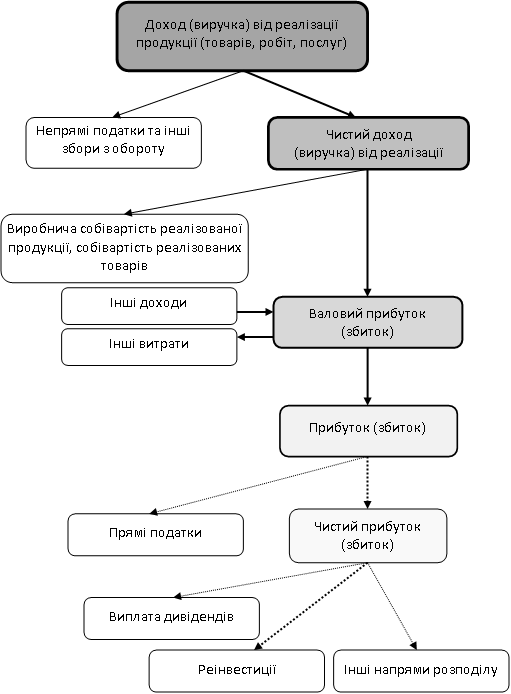 Доход (виручка) від реалізації
продукції (товарів, робіт, послуг)
Непрямі податки та інші
збори з обороту
Чистий доход
(виручка) від реалізації
Виробнича собівартість реалізованої
продукції, собівартість реалізованих
товарів
Інші доходи
Інші витрати
Валовий прибуток
(збиток)
Прибуток (збиток)
Прямі податки
Чистий прибуток
(збиток)
Виплата дивідендів
Реінвестиції
Інші напрями розподілу